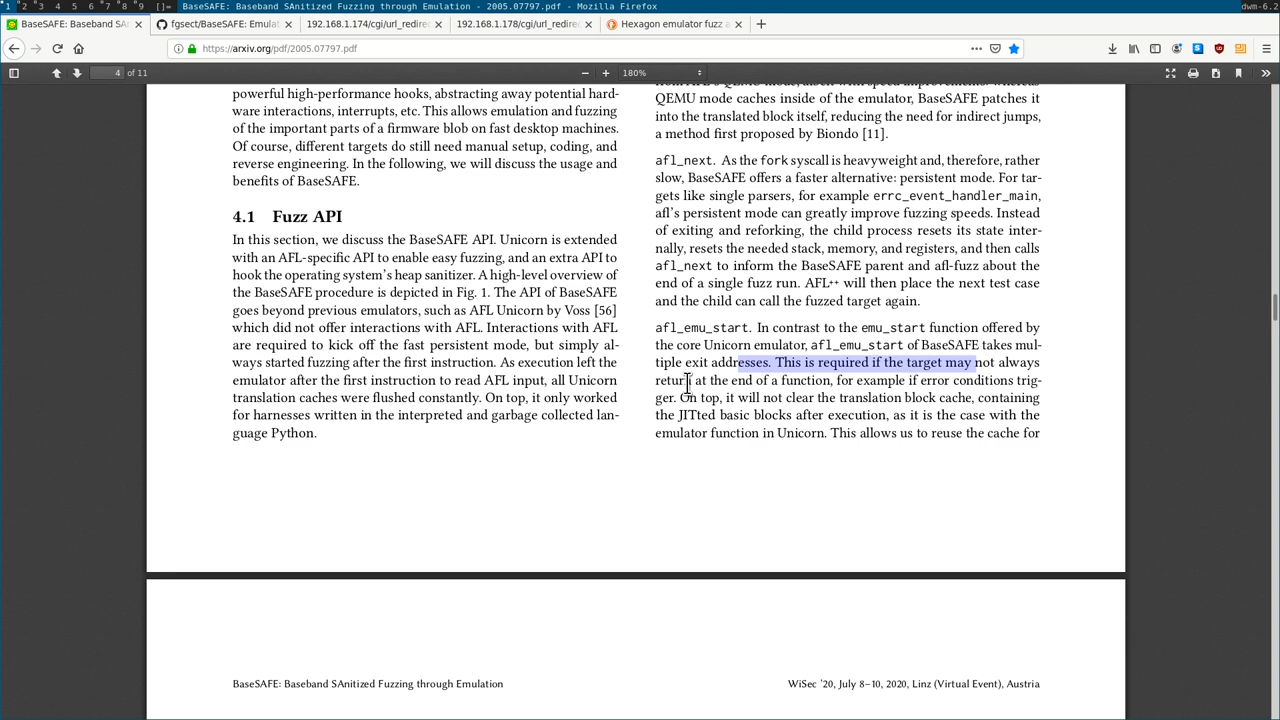 1 2 3 4 5 6 7 8 9 []= BaseSAFE: Baseband SAnitized Fuzzing through Emulation - 2005.07797.pdf - Mozilla Firefox dwm-6.2
BaseSAFE: Baseband SAn
fgsect/BaseSAFE: Emulat
192.168.1.174/cgi/url_redire
192.168.1.178/cgi/url_redire
Hexagon emulator fuzz a
https://arxiv.org/pdf/2005.07797.pdf
4 of 11
180%
powerful high-performance hooks, abstracting away potential hard-
ware interactions, interrupts, etc. This allows emulation and fuzzing
of the important parts of a firmware blob on fast desktop machines.
Of course, different targets do still need manual setup, coding, and
reverse engineering. In the following, we will discuss the usage and
benefits of BaseSAFE.
4.1 Fuzz API
In this section, we discuss the BaseSAFE API. Unicorn is extended
with an AFL-specific API to enable easy fuzzing, and an extra API to
hook the operating system's heap sanitizer. A high-level overview of
the BaseSAFE procedure is depicted in Fig. 1. The API of BaseSAFE
goes beyond previous emulators, such as AFL Unicorn by Voss [56]
which did not offer interactions with AFL. Interactions with AFL
are required to kick off the fast persistent mode, but simply al-
ways started fuzzing after the first instruction. As execution left the
emulator after the first instruction to read AFL input, all Unicorn
translation caches were flushed constantly. On top, it only worked
for harnesses written in the interpreted and garbage collected lan-
guage Python.
QEMU mode caches inside of the emulator, BaseSAFE patches it
into the translated block itself, reducing the need for indirect jumps,
a method first proposed by Biondo [11].
afl_next. As the fork syscall is heavyweight and, therefore, rather
slow, BaseSAFE offers a faster alternative: persistent mode. For tar-
gets like single parsers, for example errc_event_handler_main,
afl's persistent mode can greatly improve fuzzing speeds. Instead
of exiting and reforking, the child process resets its state inter-
nally, resets the needed stack, memory, and registers, and then calls
afl_next to inform the BaseSAFE parent and afl-fuzz about the
end of a single fuzz run. AFL++ will then place the next test case
and the child can call the fuzzed target again.
afl_emu_start. In contrast to the emu_start function offered by
the core Unicorn emulator, afl_emu_start of BaseSAFE takes mul-
tiple exit addresses. This is required if the target may not always
return at the end of a function, for example if error conditions trig-
ger. On top, it will not clear the translation block cache, containing
the JITted basic blocks after execution, as it is the case with the
emulator function in Unicorn. This allows us to reuse the cache for
BaseSAFE: Baseband SAnitized Fuzzing through Emulation
WiSec '20, July 8–10, 2020, Linz (Virtual Event), Austria